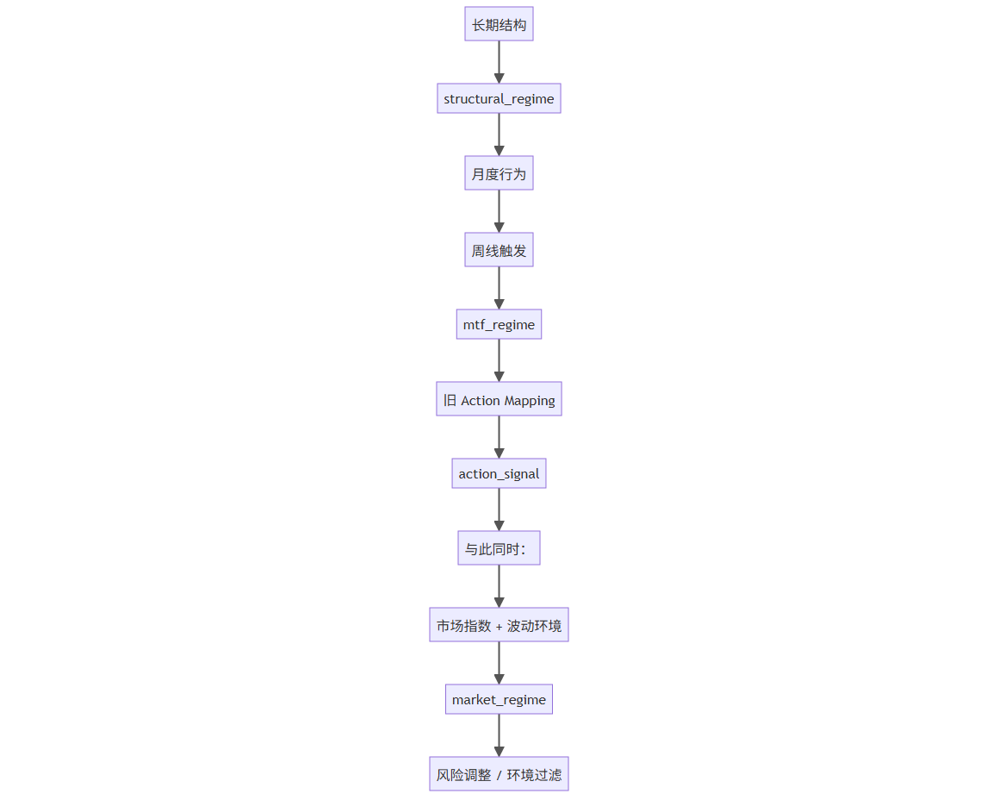 长期结构
structural_regime
月度行为
周线触发
mtf_regime
旧 Action Mapping
action_signal
与此同时：
市场指数 + 波动环境
market_regime
风险调整 / 环境过滤